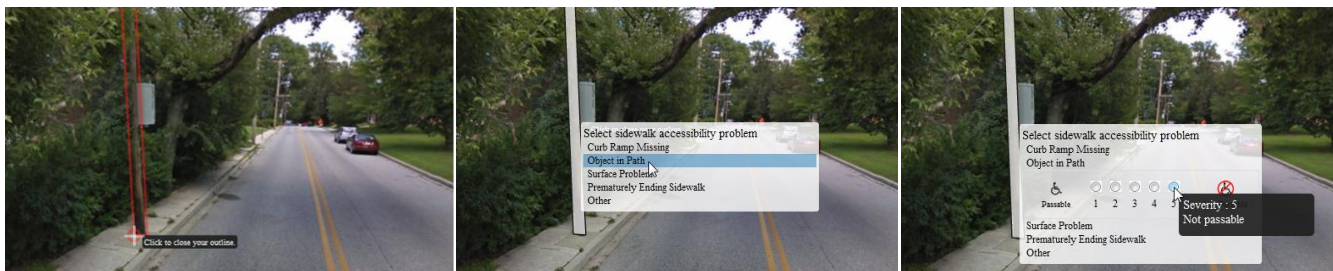 Click to close your outline.
Select sidewalk accessibility problem
Curb Ramp Missing
Object in Path
Surface Problem
Prematurely Ending Sidewalk
Other
Select sidewalk accessibility problem
Curb Ramp Missing
Object in Path
Passable 1 2 3 4 5
Severity : 5
Not passable
Surface Problem
Prematurely Ending Sidewalk
Other